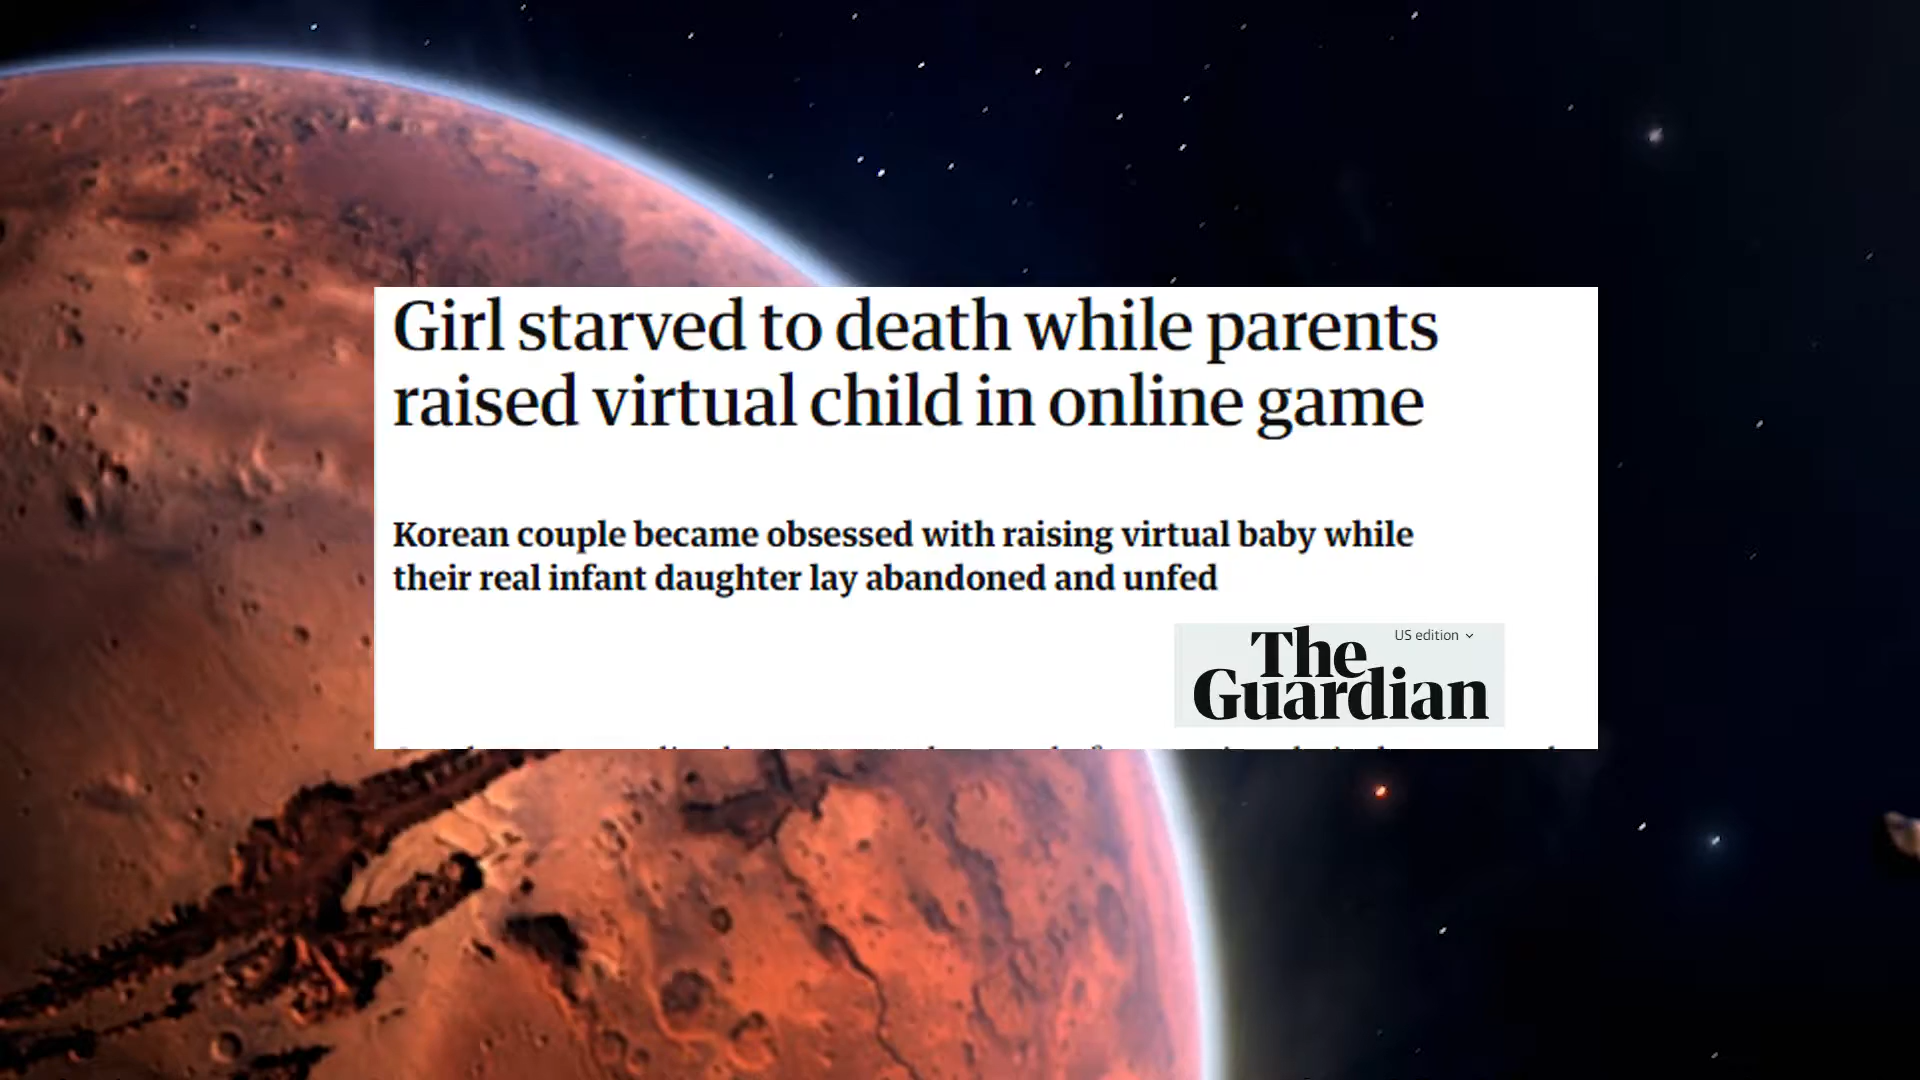 Girl starved to death while parents
raised virtual child in online game
Korean couple became obsessed with raising virtual baby while
their real infant daughter lay abandoned and unfed
US edition
The
Guardian